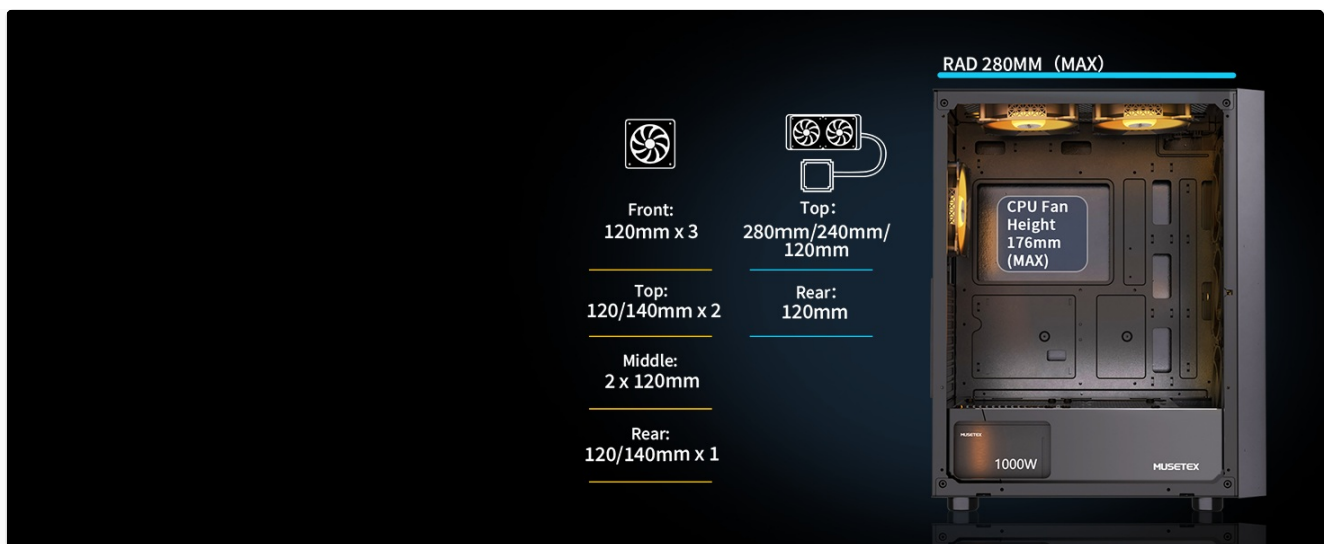 RAD 280MM（MAX）
Front:
120mm x 3
Top:
120/140mm x 2
Middle:
2 x 120mm
Rear:
120/140mm x 1
Top：
280mm/240mm/
120mm
Rear：
120mm
CPU Fan
Height
176mm
(MAX)
MUSETEX
1000W
MUSETEX